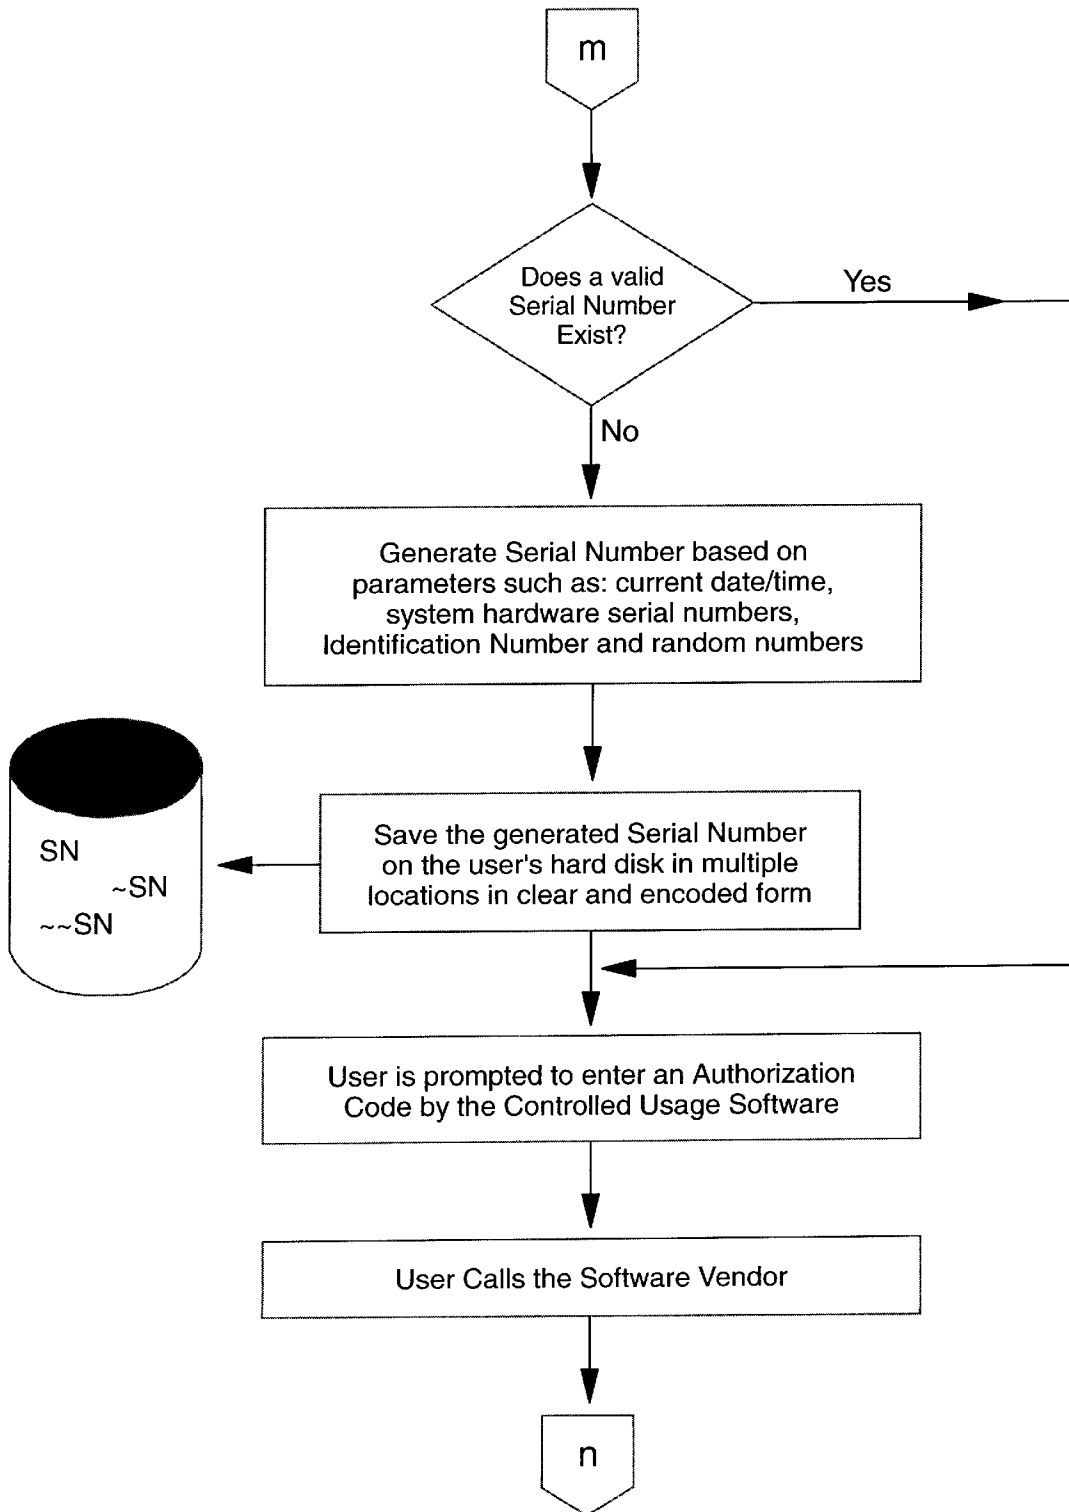 m
Does a valid
Serial Number
Exist?
Yes
No
Generate Serial Number based on
parameters such as: current date/time,
system hardware serial numbers,
Identification Number and random numbers
Save the generated Serial Number
on the user's hard disk in multiple
locations in clear and encoded form
SN
~SN
~~SN
User is prompted to enter an Authorization
Code by the Controlled Usage Software
User Calls the Software Vendor
n